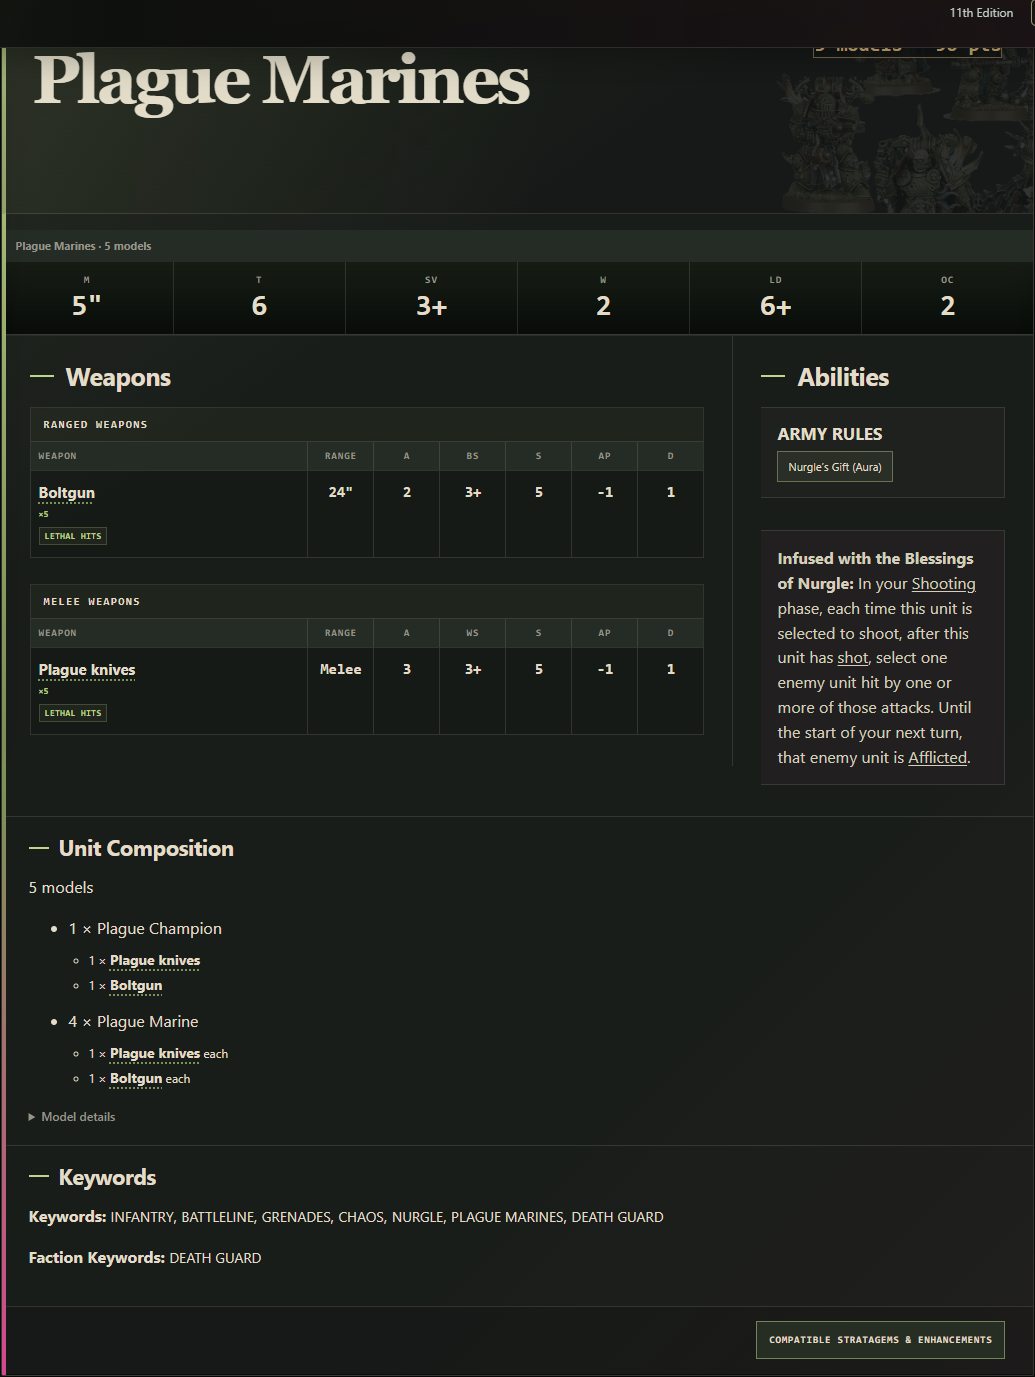 11th Edition
Plague Marines
Plague Marines · 5 models
M
5"
T
6
SV
3+
W
2
LD
6+
OC
2
Weapons
RANGED WEAPONS
WEAPON RANGE A BS S AP D
Boltgun 24" 2 3+ 5 -1 1
×5
LETHAL HITS
MELEE WEAPONS
WEAPON RANGE A WS S AP D
Plague knives Melee 3 3+ 5 -1 1
×5
LETHAL HITS
Abilities
ARMY RULES
Nurgle's Gift (Aura)
Infused with the Blessings
of Nurgle: In your Shooting
phase, each time this unit is
selected to shoot, after this
unit has shot, select one
enemy unit hit by one or
more of those attacks. Until
the start of your next turn,
that enemy unit is Afflicted.
Unit Composition
5 models
• 1 × Plague Champion
◦ 1 × Plague knives
◦ 1 × Boltgun
• 4 × Plague Marine
◦ 1 × Plague knives each
◦ 1 × Boltgun each
▶ Model details
Keywords
Keywords: INFANTRY, BATTLELINE, GRENADES, CHAOS, NURGLE, PLAGUE MARINES, DEATH GUARD
Faction Keywords: DEATH GUARD
COMPATIBLE STRATAGEMS & ENHANCEMENTS